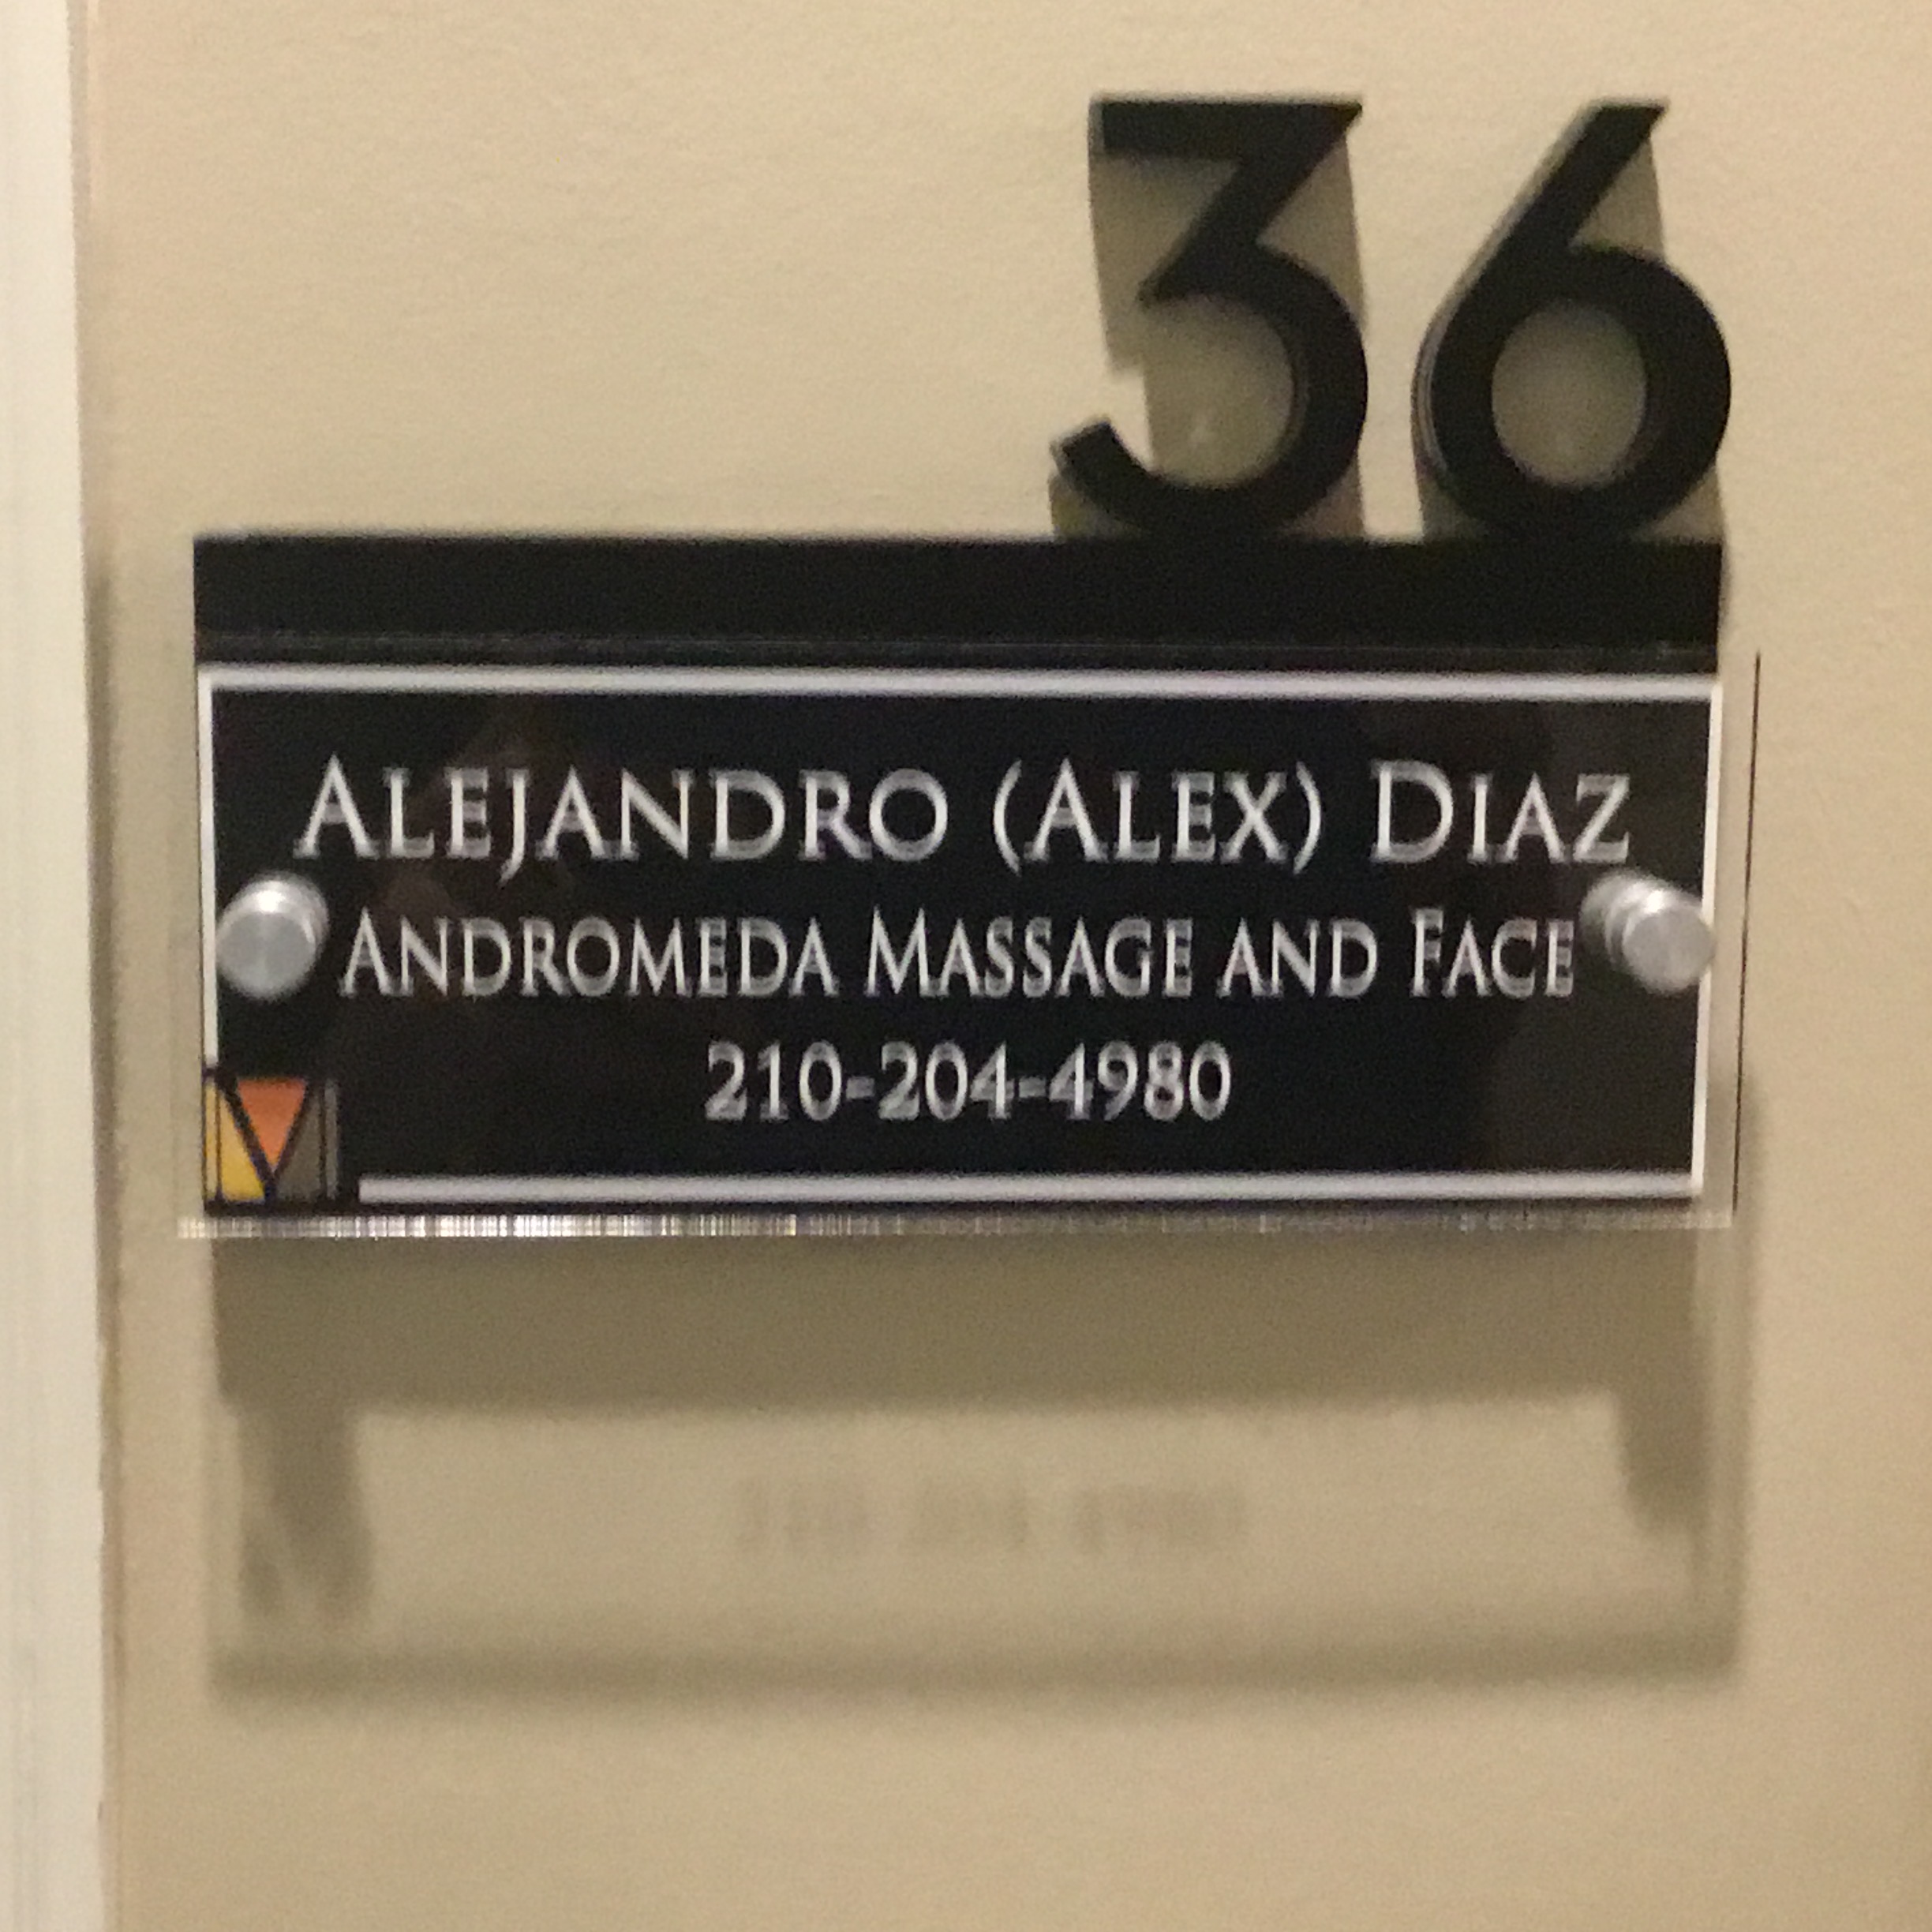 36
ALEJANDRO (ALEX) DIAZ
ANDROMEDA MASSAGE AND FACE
210-204-4980